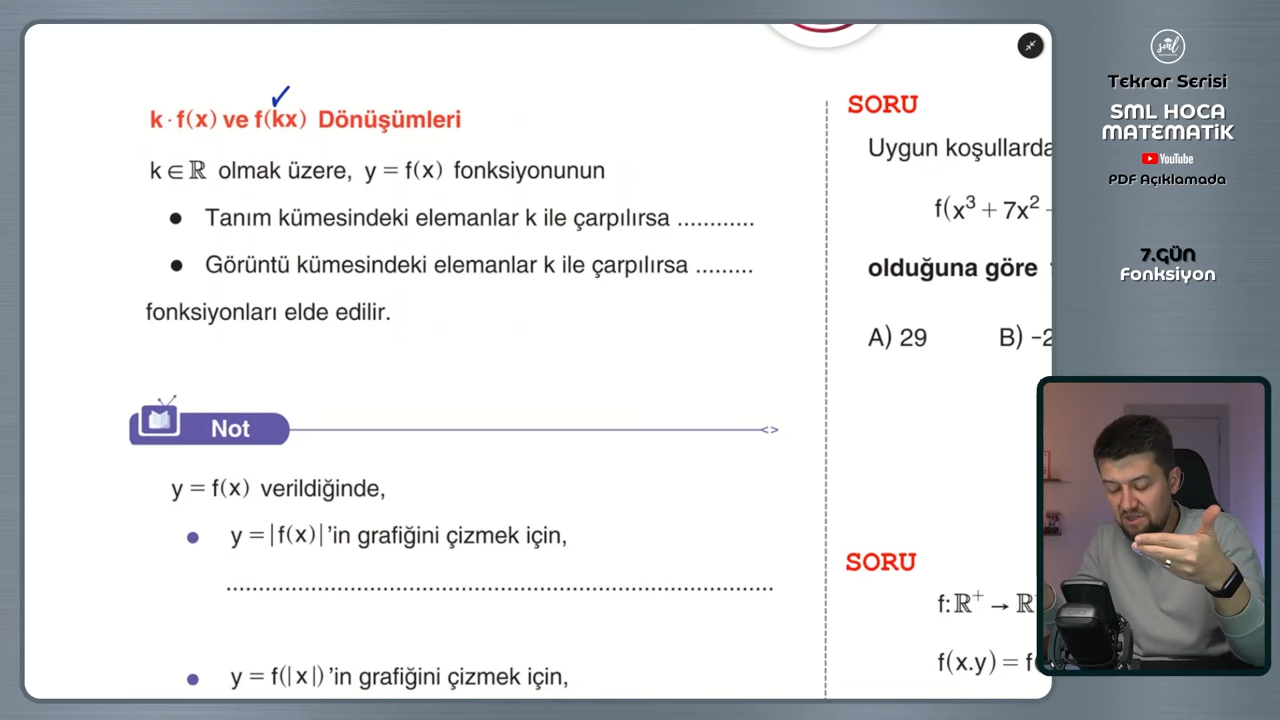 k · f(x) ve f(kx) Dönüşümleri
k ∈ ℝ olmak üzere, y = f(x) fonksiyonunun
● Tanım kümesindeki elemanlar k ile çarpılırsa ............
● Görüntü kümesindeki elemanlar k ile çarpılırsa .........
fonksiyonları elde edilir.
Not
y = f(x) verildiğinde,
● y = |f(x)| 'in grafiğini çizmek için,
● y = f(|x|) 'in grafiğini çizmek için,
SORU
Uygun koşullarda
f(x³ + 7x² -
olduğuna göre
A) 29 B) -2
SORU
f: ℝ⁺ → ℝ
f(x.y) = f(
sml
Tekrar Serisi
SML HOCA
MATEMATİK
YouTube
PDF Açıklamada
7.GÜN
Fonksiyon